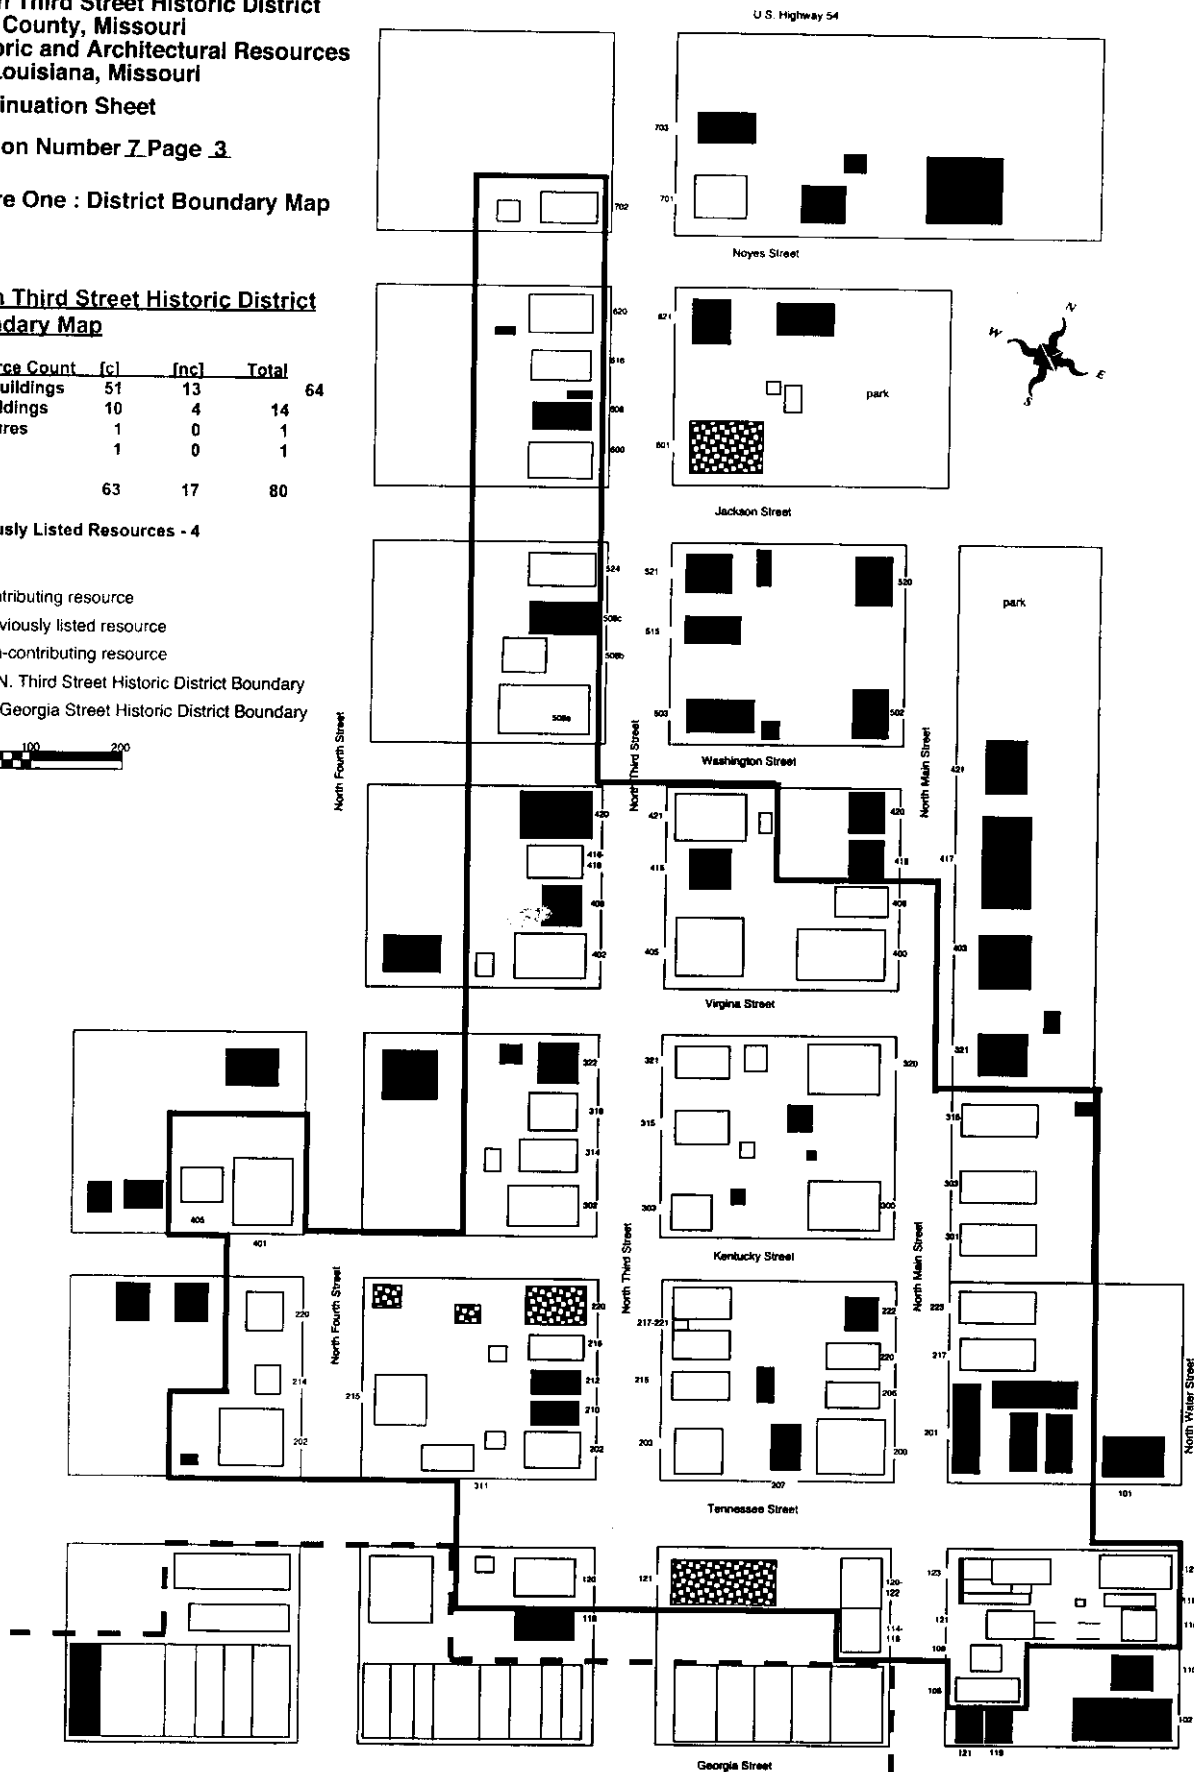 Third Street Historic District
County, Missouri
oric and Architectural Resources
Louisiana, Missouri
tinuation Sheet
on Number 7 Page 3
re One : District Boundary Map
Third Street Historic District
ndary Map
rce Count [c] [nc] Total
uildings 51 13 64
ldings 10 4 14
res 1 0 1
1 0 1
63 17 80
usly Listed Resources - 4
ntributing resource
viously listed resource
n-contributing resource
N. Third Street Historic District Boundary
Georgia Street Historic District Boundary
100 200
U.S. Highway 54
703
701
702
Noyes Street
620
616
608
600
621
601
park
N
W
E
S
Jackson Street
524
508c
508b
508a
521
515
503
520
502
park
North Fourth Street
North Third Street
North Main Street
Washington Street
420
416-
418
408
402
421
415
405
420
418
408
400
421
417
403
321
Virgina Street
322
318
314
302
321
315
303
320
300
315
303
301
405
401
North Third Street
North Main Street
Kentucky Street
North Fourth Street
220
214
202
215
220
216
212
210
202
311
217-221
215
203
222
220
206
200
207
223
217
201
101
North Water Street
Tennessee Street
120
118
121
120-
122
114-
118
123
121
109
105
110
102
121 119
Georgia Street